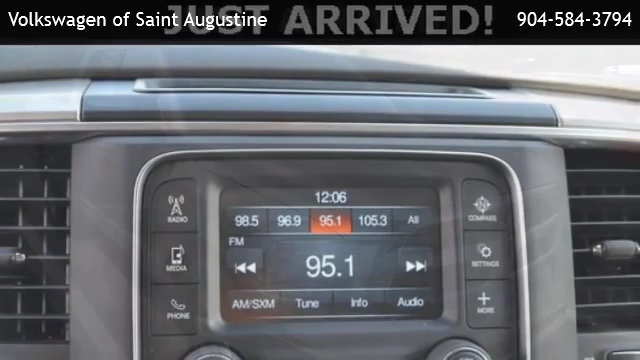 JUST ARRIVED!
Volkswagen of Saint Augustine 904-584-3794
12:06
98.5 96.9 95.1 105.3 All
FM
95.1
AM/SXM Tune Info Audio
RADIO
MEDIA
PHONE
COMPASS
SETTINGS
MORE